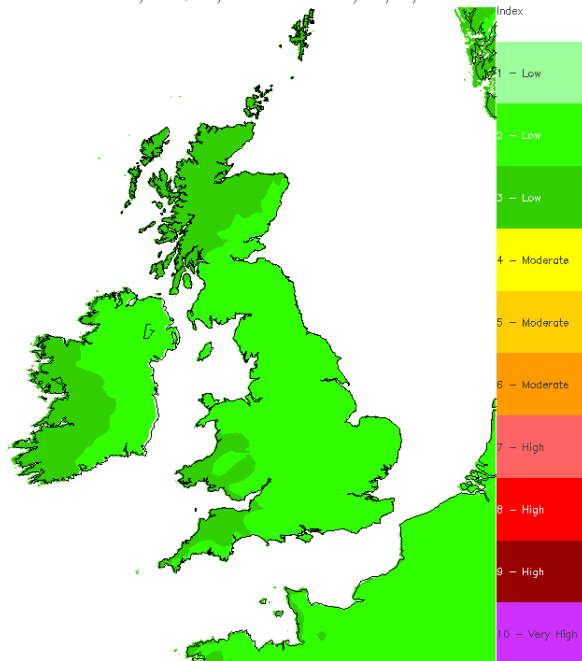 Index
1 - Low
2 - Low
3 - Low
4 - Moderate
5 - Moderate
6 - Moderate
7 - High
8 - High
9 - High
10 - Very High